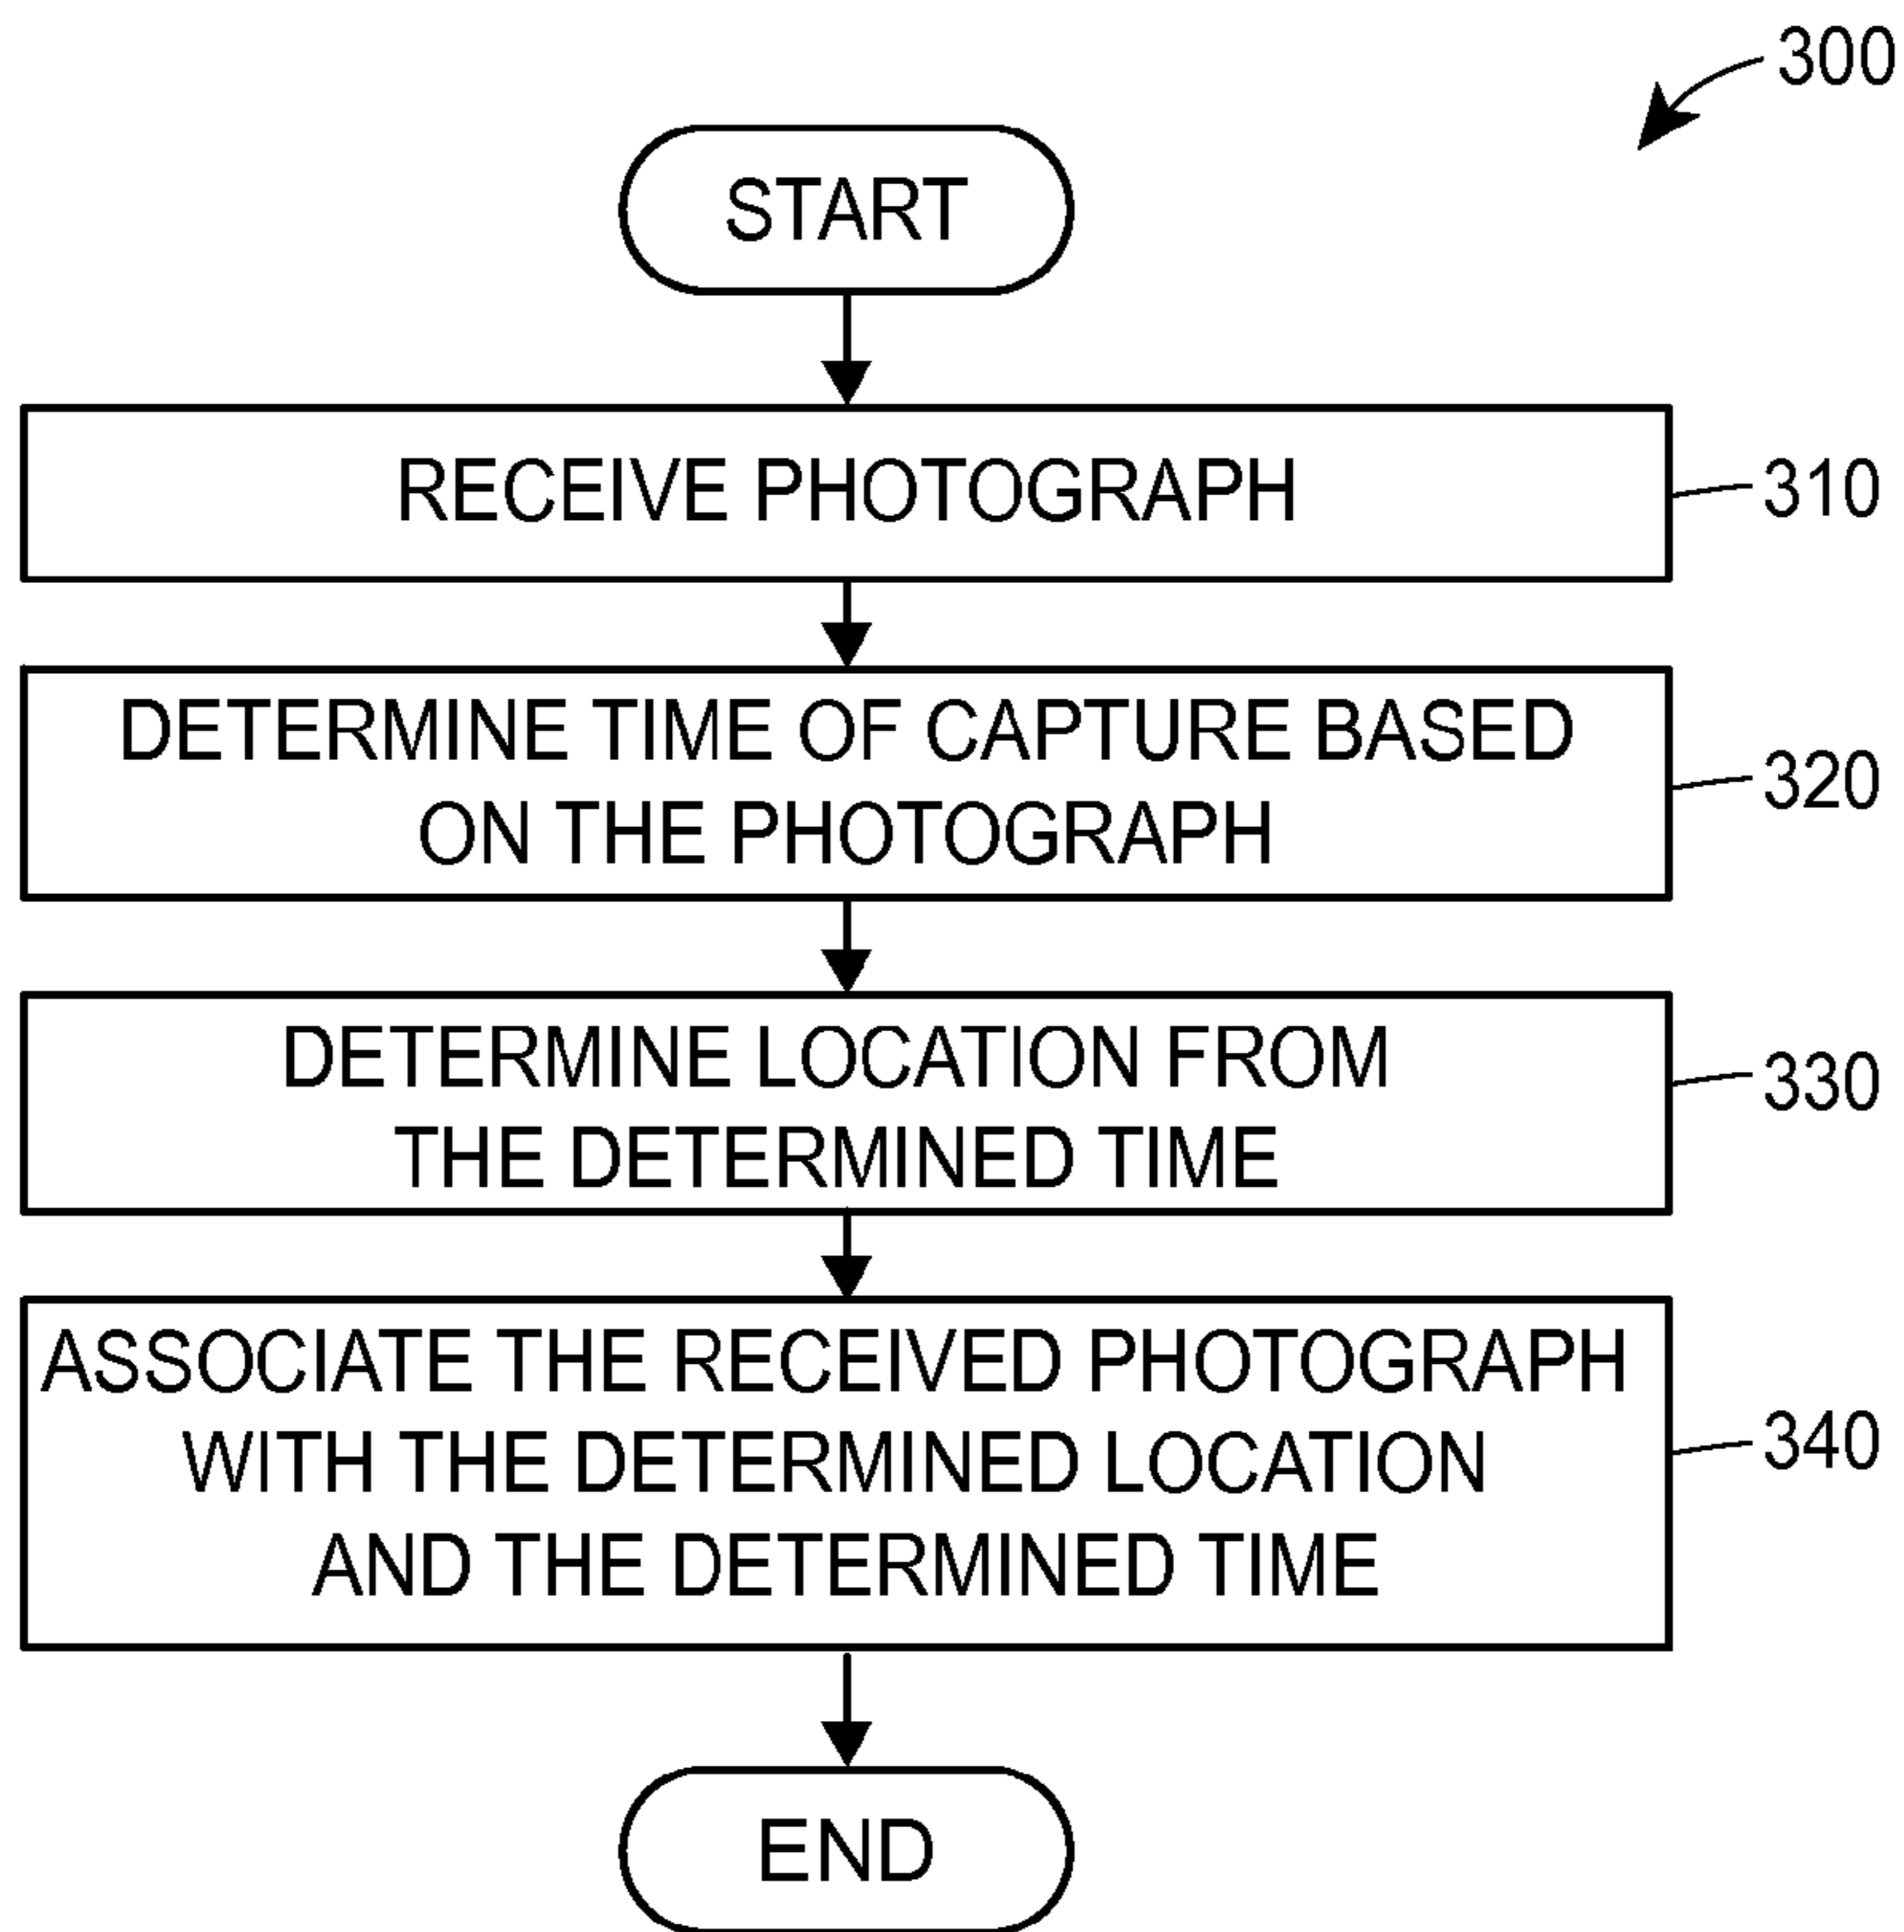 300
START
RECEIVE PHOTOGRAPH
310
DETERMINE TIME OF CAPTURE BASED
ON THE PHOTOGRAPH
320
DETERMINE LOCATION FROM
THE DETERMINED TIME
330
ASSOCIATE THE RECEIVED PHOTOGRAPH
WITH THE DETERMINED LOCATION
AND THE DETERMINED TIME
340
END